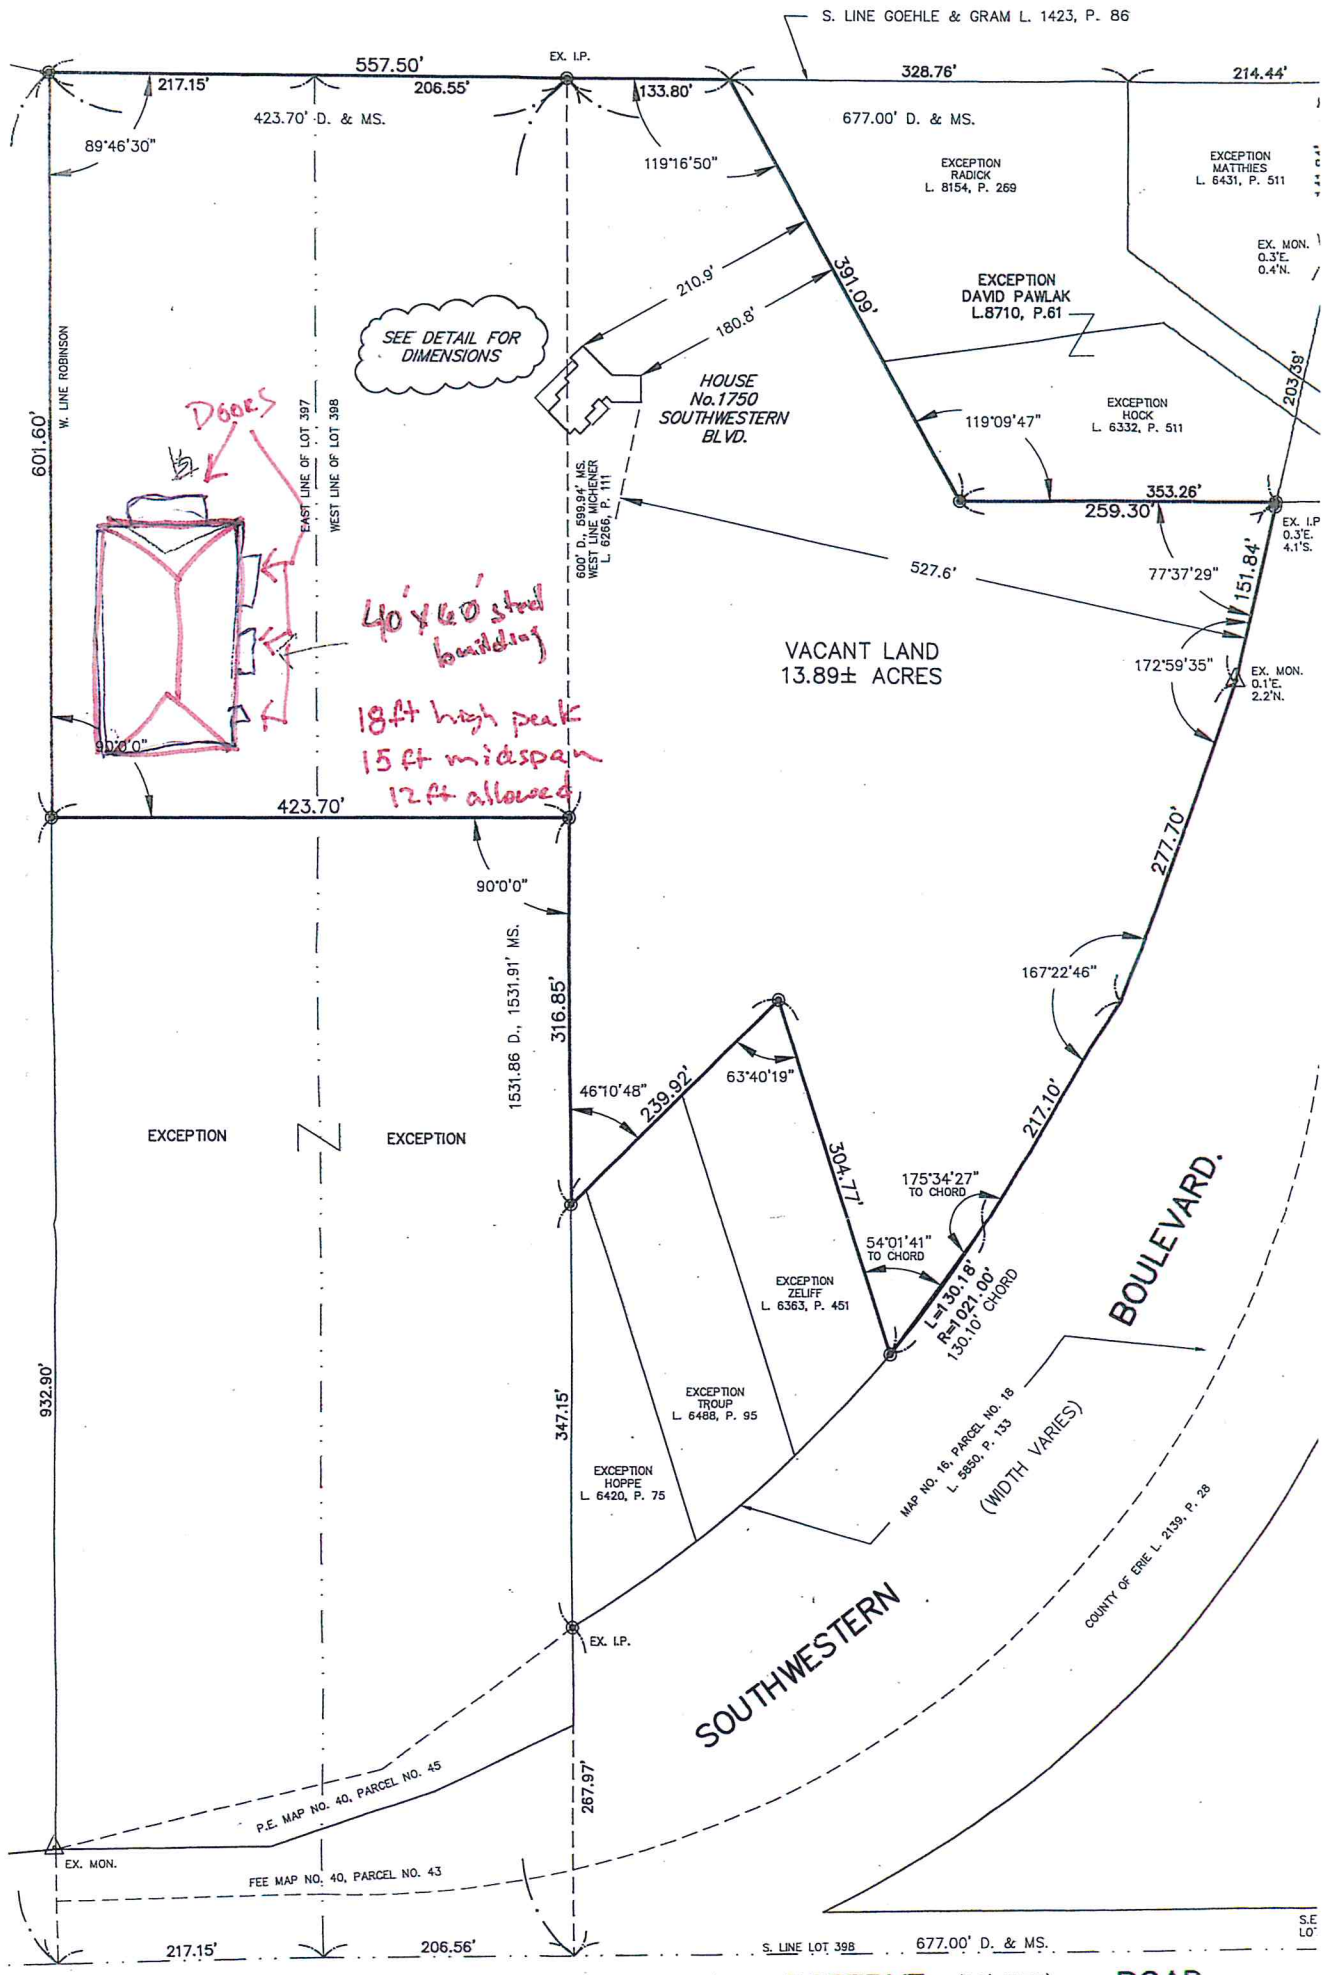 S. LINE GOEHLE & GRAM L. 1423, P. 86
EX. I.P.
557.50'
217.15'
206.55'
133.80'
328.76'
214.44'
423.70' D. & MS.
677.00' D. & MS.
89°46'30"
119°16'50"
EXCEPTION
RADICK
L. 8154, P. 269
EXCEPTION
MATTHIES
L. 6431, P. 511
EX. MON.
0.3'E.
0.4'N.
210.9'
391.09'
180.8'
EXCEPTION
DAVID PAWLAK
L.8710, P.61
SEE DETAIL FOR
DIMENSIONS
HOUSE
No.1750
SOUTHWESTERN
BLVD.
203.39'
EXCEPTION
HOCK
L. 6332, P. 511
119°09'47"
W. LINE ROBINSON
601.60'
DOORS
EAST LINE OF LOT 397
WEST LINE OF LOT 398
600' D., 599.94' MS.
WEST LINE MICHENER
L. 6266, P. 111
353.26'
259.30'
EX. I.P
0.3'E.
4.1'S.
527.6'
77°37'29"
151.84'
40'x60' steel
building
VACANT LAND
13.89± ACRES
172°59'35"
EX. MON.
0.1'E.
2.2'N.
18ft high peak
15 ft midspan
12ft allowed
90°0'0"
423.70'
277.70'
90°0'0"
1531.86 D., 1531.91' MS.
316.85'
167°22'46"
46°10'48"
239.92'
63°40'19"
217.10'
EXCEPTION
EXCEPTION
304.77'
175°34'27"
TO CHORD
54°01'41"
TO CHORD
BOULEVARD.
EXCEPTION
ZELIFF
L. 6363, P. 451
L=130.18'
R=1021.00'
130.10' CHORD
932.90'
347.15'
EXCEPTION
TROUP
L. 6488, P. 95
MAP NO. 16, PARCEL NO. 18
L. 5850, P. 133
(WIDTH VARIES)
EXCEPTION
HOPPE
L. 6420, P. 75
COUNTY OF ERIE L. 2139, P. 28
SOUTHWESTERN
EX. I.P.
P.E. MAP NO. 40, PARCEL NO. 45
267.97'
EX. MON.
FEE MAP NO. 40, PARCEL NO. 43
S.E
LO
217.15'
206.56'
S. LINE LOT 398
677.00' D. & MS.
ROAD